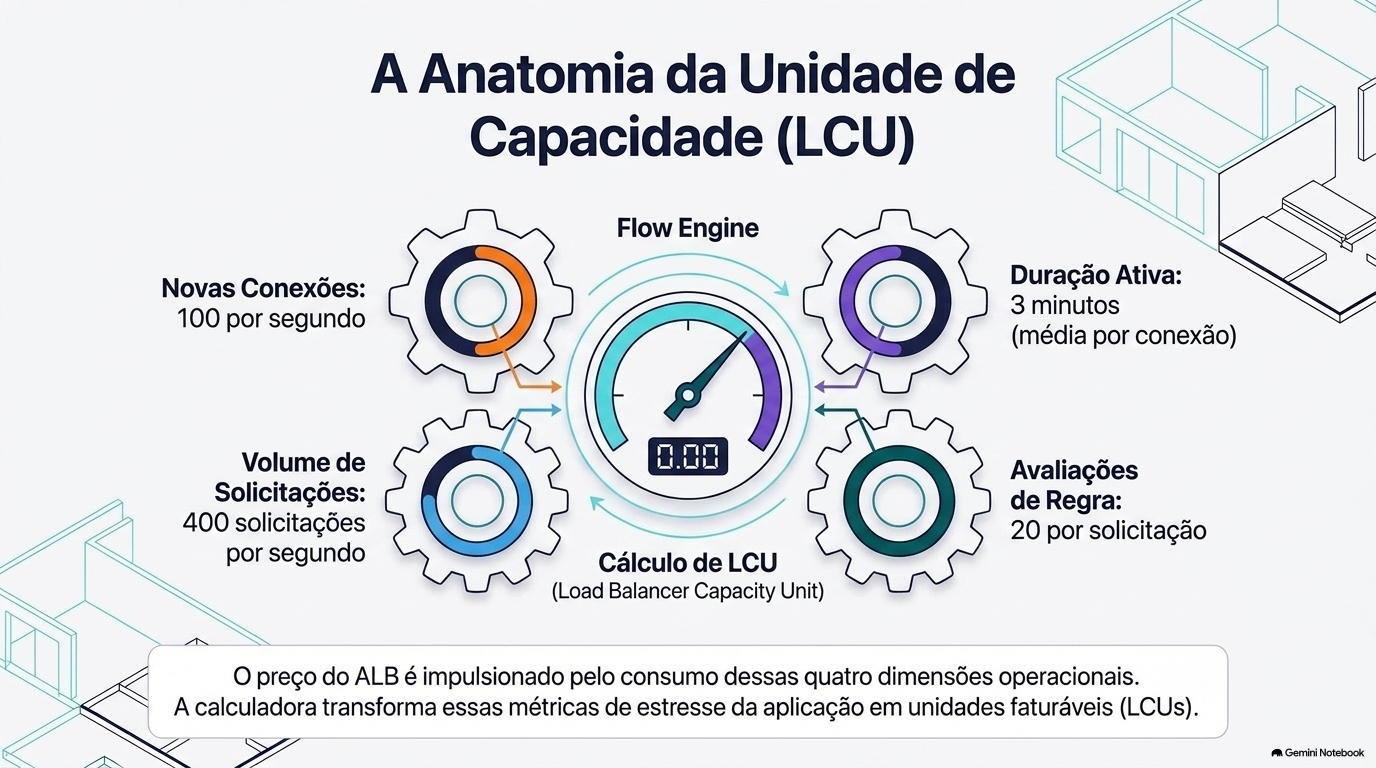 A Anatomia da Unidade de
Capacidade (LCU)
Flow Engine
Novas Conexões:
100 por segundo
Duração Ativa:
3 minutos
(média por conexão)
0.00
Volume de
Solicitações:
400 solicitações
por segundo
Avaliações
de Regra:
20 por solicitação
Cálculo de LCU
(Load Balancer Capacity Unit)
O preço do ALB é impulsionado pelo consumo dessas quatro dimensões operacionais.
A calculadora transforma essas métricas de estresse da aplicação em unidades faturáveis (LCUs).
Gemini Notebook